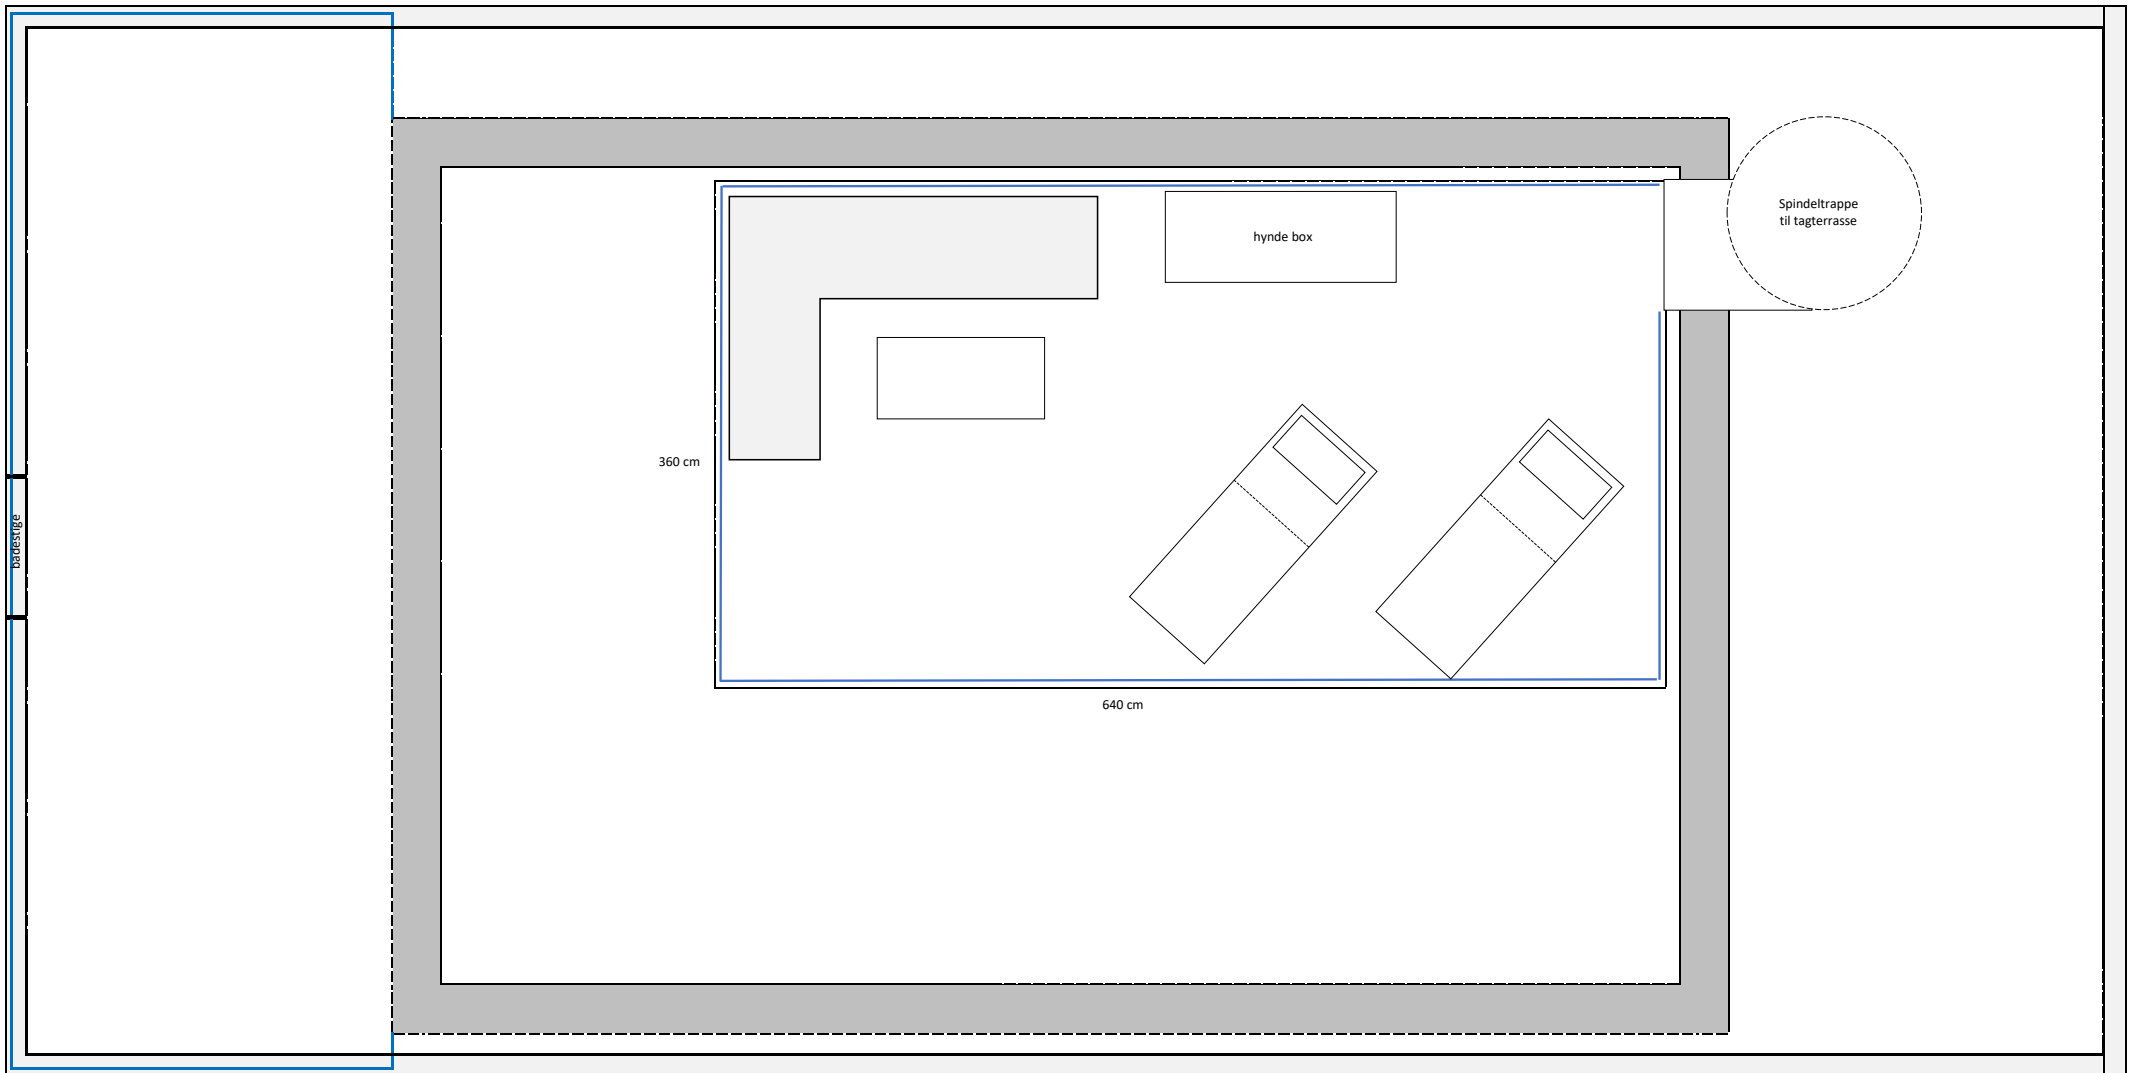 Spindeltrappe
til tagterrasse
hynde box
360 cm
badestige
640 cm